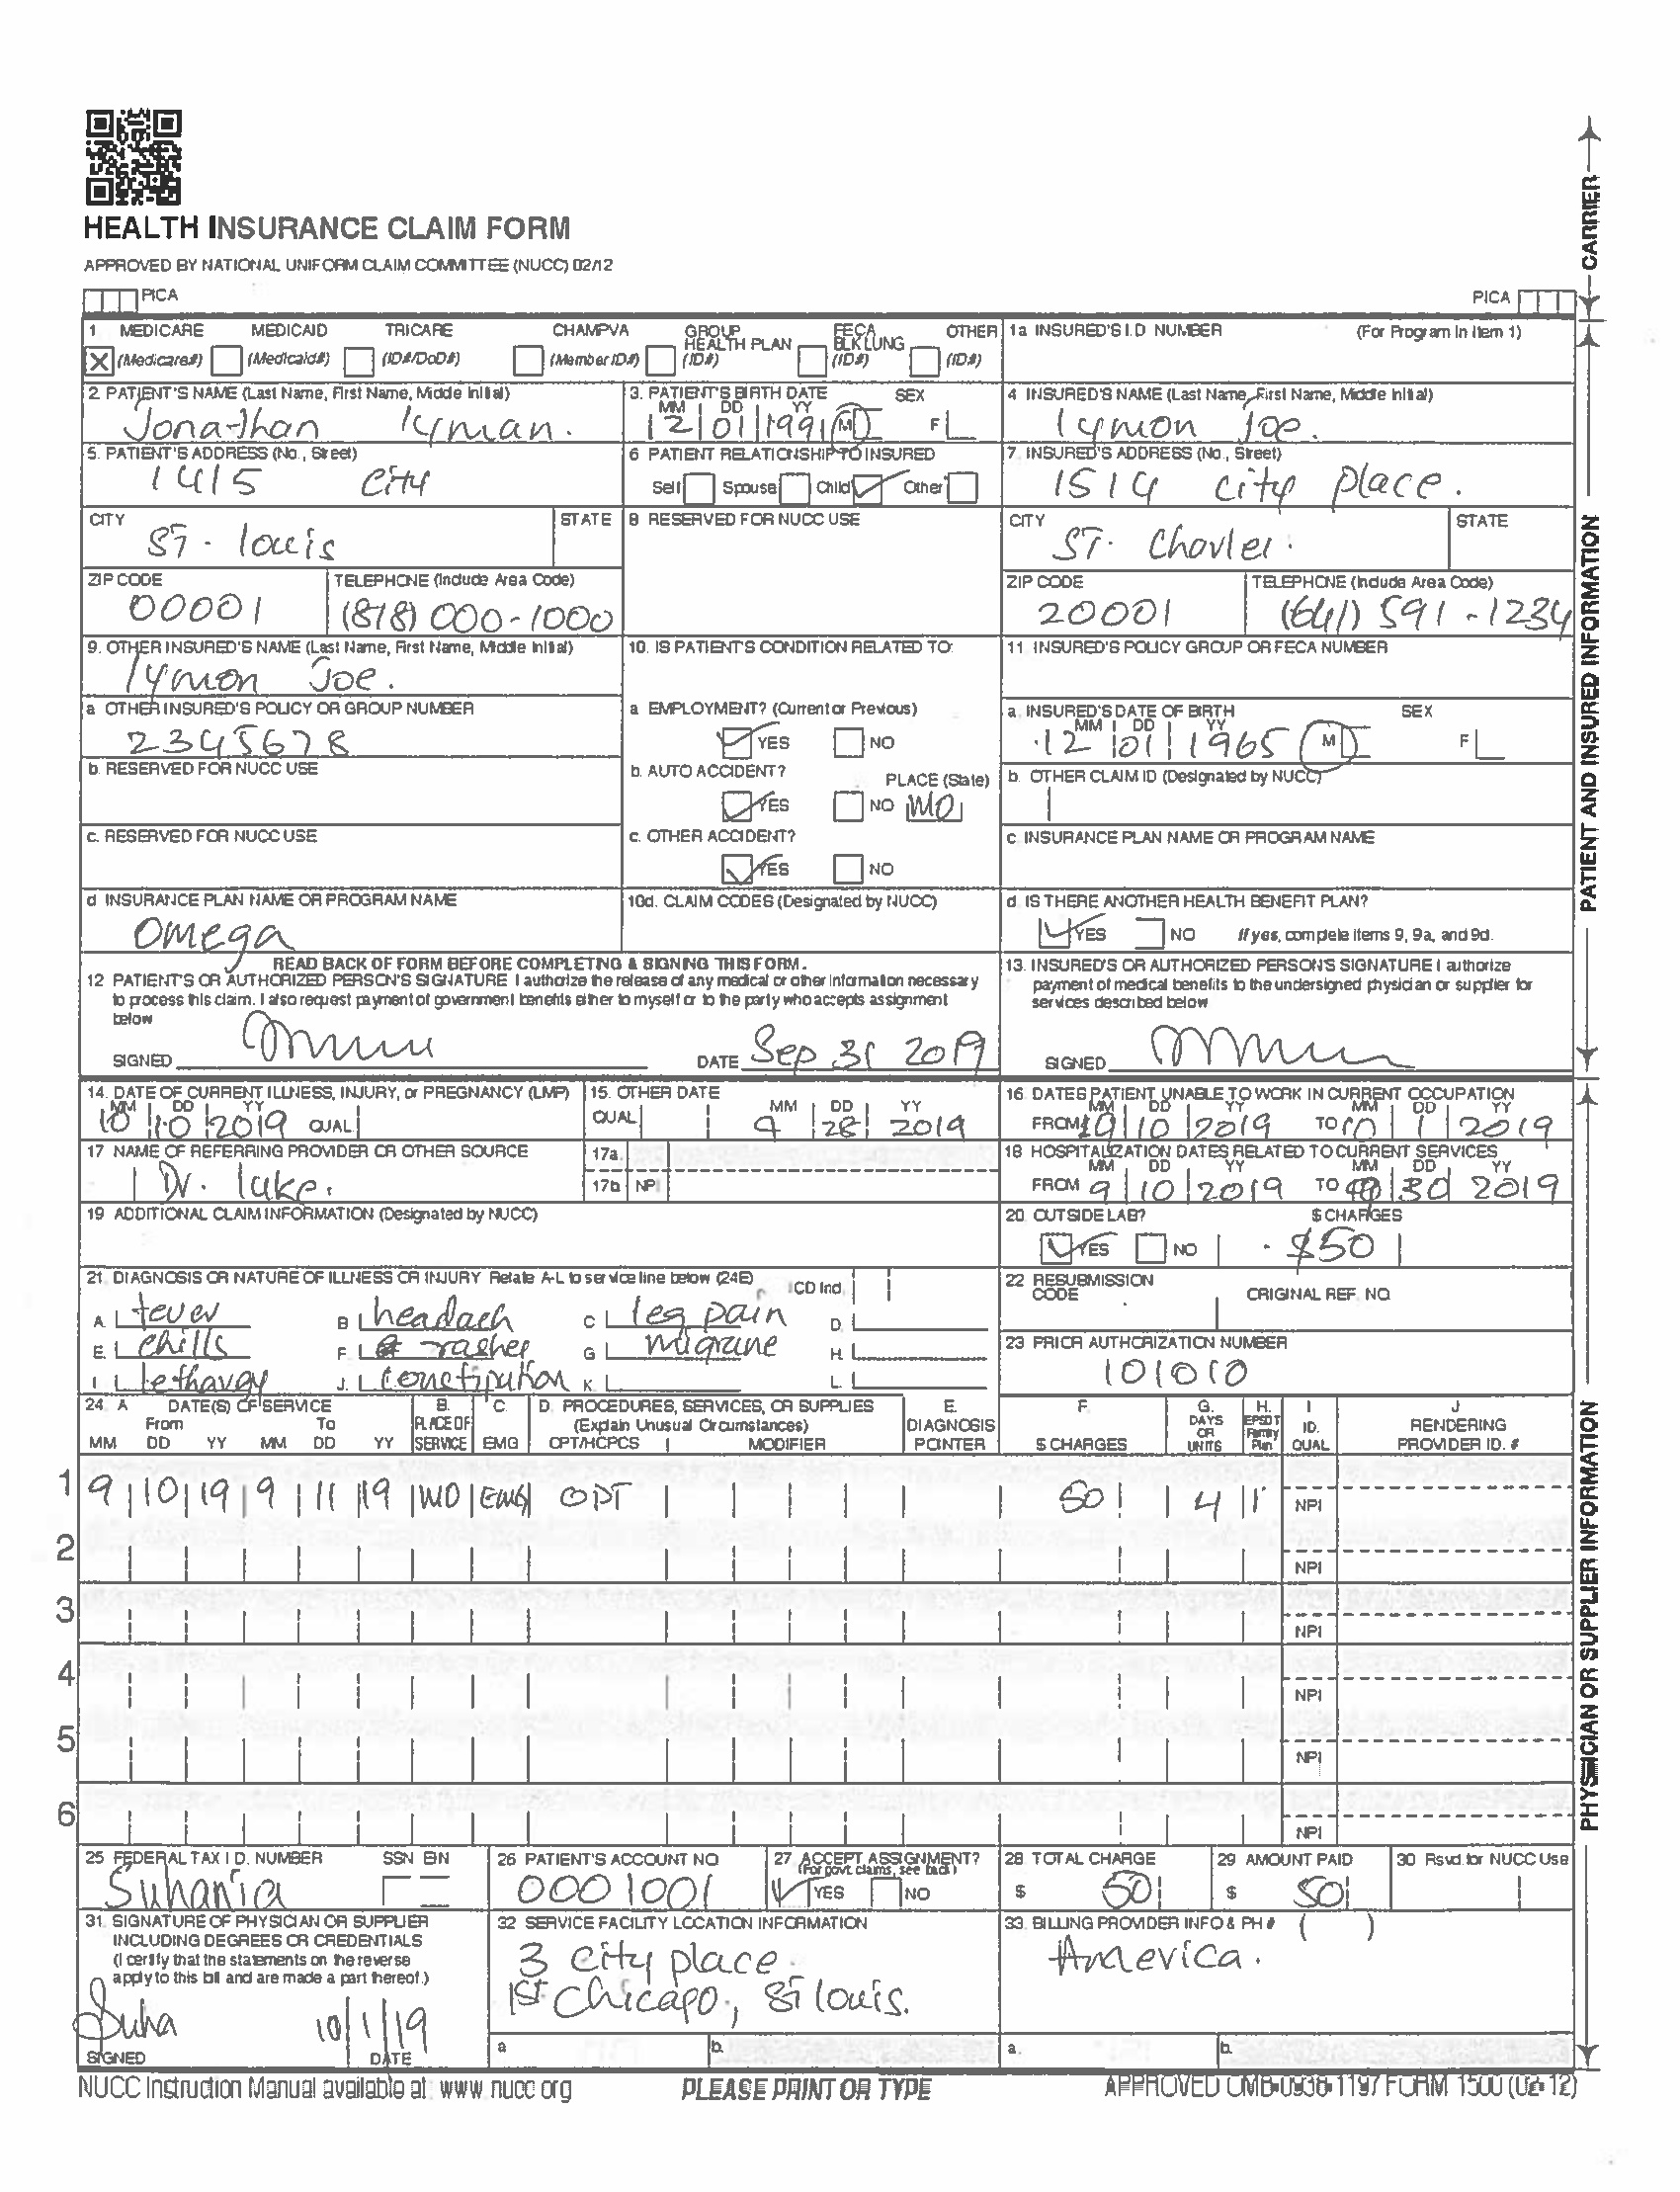 HEALTH INSURANCE CLAIM FORM
APPROVED BY NATIONAL UNIFORM CLAIM COMMITTEE (NUCC) 02/12
PICA
PICA
CARRIER
1. MEDICARE MEDICAID TRICARE CHAMPVA GROUP HEALTH PLAN FECA BLK LUNG OTHER
X (Medicare#) (Medicaid#) (ID#/DoD#) (Member ID#) (ID#) (ID#) (ID#)
1a INSURED'S I.D NUMBER (For Program In Item 1)
2. PATIENT'S NAME (Last Name, First Name, Middle Initial)
Jonathan lyman.
3. PATIENT'S BIRTH DATE SEX
MM DD YY
12 01 1991 M F
4 INSURED'S NAME (Last Name, First Name, Middle Initial)
lymon Joe.
5. PATIENT'S ADDRESS (No., Street)
1415 City
6 PATIENT RELATIONSHIP TO INSURED
Self Spouse Child Other
7. INSURED'S ADDRESS (No., Street)
1514 city place.
CITY STATE
ST. louis
8 RESERVED FOR NUCC USE
CITY STATE
ST. Charles.
ZIP CODE TELEPHONE (Include Area Code)
00001 (818) 000-1000
ZIP CODE TELEPHONE (Include Area Code)
20001 (641) 591-1234
9. OTHER INSURED'S NAME (Last Name, First Name, Middle Initial)
lymon Joe.
10. IS PATIENT'S CONDITION RELATED TO:
11. INSURED'S POLICY GROUP OR FECA NUMBER
a OTHER INSURED'S POLICY OR GROUP NUMBER
2345678
a EMPLOYMENT? (Current or Previous)
YES NO
a. INSURED'S DATE OF BIRTH SEX
MM DD YY
12 01 1965 M F
b. RESERVED FOR NUCC USE
b. AUTO ACCIDENT? PLACE (State)
YES NO MO
b. OTHER CLAIM ID (Designated by NUCC)
c. RESERVED FOR NUCC USE
c. OTHER ACCIDENT?
YES NO
c INSURANCE PLAN NAME OR PROGRAM NAME
d INSURANCE PLAN NAME OR PROGRAM NAME
Omega
10d. CLAIM CODES (Designated by NUCC)
d. IS THERE ANOTHER HEALTH BENEFIT PLAN?
YES NO If yes, complete items 9, 9a, and 9d.
READ BACK OF FORM BEFORE COMPLETING & SIGNING THIS FORM.
12 PATIENT'S OR AUTHORIZED PERSON'S SIGNATURE I authorize the release of any medical or other information necessary
to process this claim. I also request payment of government benefits either to myself or to the party who accepts assignment
below
SIGNED DATE Sep 31 2019
13. INSURED'S OR AUTHORIZED PERSON'S SIGNATURE I authorize
payment of medical benefits to the undersigned physician or supplier for
services described below
SIGNED
PATIENT AND INSURED INFORMATION
14. DATE OF CURRENT ILLNESS, INJURY, or PREGNANCY (LMP)
MM DD YY
10 10 2019 QUAL
15. OTHER DATE
QUAL MM DD YY
9 28 2019
16. DATES PATIENT UNABLE TO WORK IN CURRENT OCCUPATION
MM DD YY MM DD YY
FROM 10 2019 TO 10 1 2019
17 NAME OF REFERRING PROVIDER OR OTHER SOURCE
Dr. luke.
17a.
17b NPI
18 HOSPITALIZATION DATES RELATED TO CURRENT SERVICES
MM DD YY MM DD YY
FROM 9 10 2019 TO 30 2019
19 ADDITIONAL CLAIM INFORMATION (Designated by NUCC)
20. OUTSIDE LAB? $ CHARGES
YES NO $50
21. DIAGNOSIS OR NATURE OF ILLNESS OR INJURY Relate A-L to service line below (24E) ICD Ind.
A. fever B headach C leg pain D.
E. chills F. rashes G migrane H.
I. lethargy J. constipution K. L.
22 RESUBMISSION CODE ORIGINAL REF. NO.
23 PRIOR AUTHORIZATION NUMBER
101010
24. A DATE(S) OF SERVICE B. C. D. PROCEDURES, SERVICES, OR SUPPLIES E. F. G. H. I J
From To PLACE OF (Explain Unusual Circumstances) DIAGNOSIS DAYS OR UNITS EPSDT Family Plan ID. RENDERING
MM DD YY MM DD YY SERVICE EMG CPT/HCPCS MODIFIER POINTER $ CHARGES QUAL PROVIDER ID. #
1 9 10 19 9 11 19 MO EMG OPT 50 4 1 NPI
2 NPI
3 NPI
4 NPI
5 NPI
6 NPI
25 FEDERAL TAX I D. NUMBER SSN EIN
Suhania
26 PATIENT'S ACCOUNT NO
0001001
27 ACCEPT ASSIGNMENT?
(For govt. claims, see back)
YES NO
28 TOTAL CHARGE
$ 50
29 AMOUNT PAID
$ 50
30 Rsvd. for NUCC Use
31. SIGNATURE OF PHYSICIAN OR SUPPLIER
INCLUDING DEGREES OR CREDENTIALS
(I certify that the statements on the reverse
apply to this bill and are made a part thereof.)
Suha 10/1/19
SIGNED DATE
32 SERVICE FACILITY LOCATION INFORMATION
3 city place
1st Chicago, St louis.
a b.
33. BILLING PROVIDER INFO & PH # ( )
America.
a. b.
PHYSICIAN OR SUPPLIER INFORMATION
NUCC Instruction Manual available at: www.nucc.org
PLEASE PRINT OR TYPE
APPROVED OMB-0938-1197 FORM 1500 (02-12)